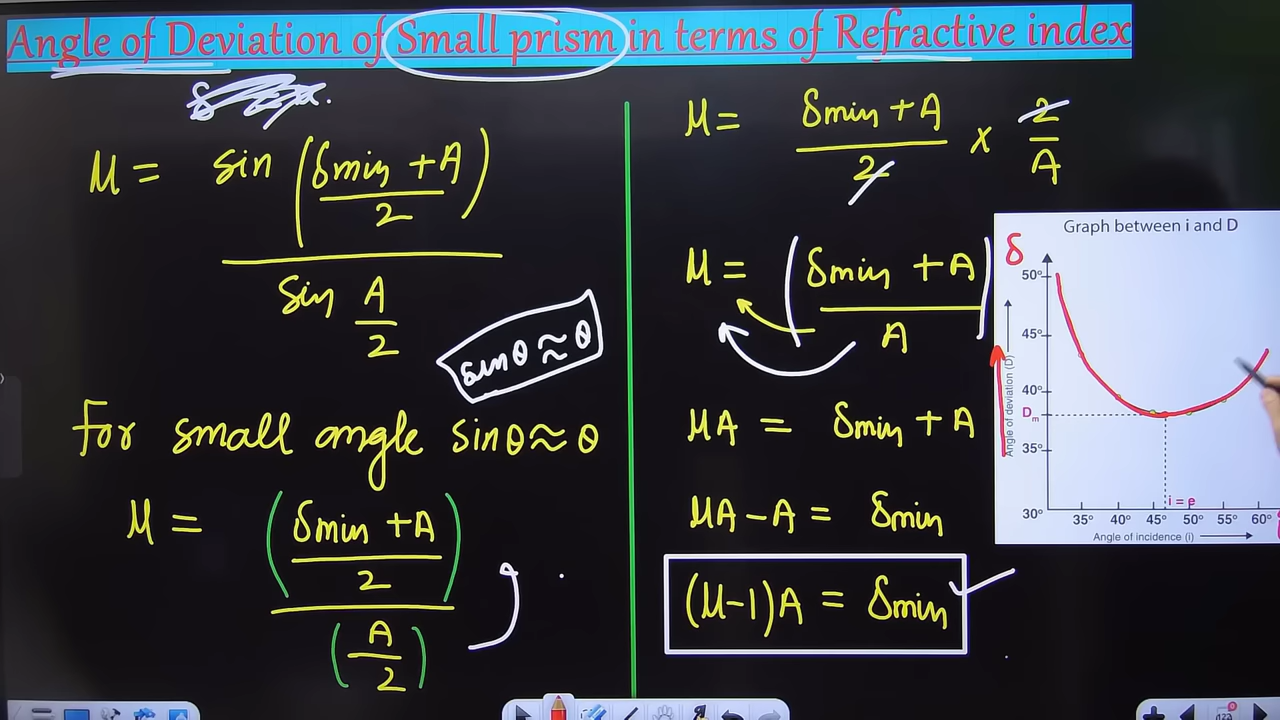 Angle of Deviation of Small prism in terms of Refractive index
μ = sin (δmin + A / 2) / sin A/2
sinθ ≈ θ
For small angle sinθ ≈ θ
μ = (δmin + A / 2) / (A / 2)
μ = δmin + A / 2 × 2 / A
μ = (δmin + A / A)
μA = δmin + A
μA - A = δmin
(μ-1)A = δmin
Graph between i and D
δ
50°
45°
40°
Dm
35°
30°
Angle of deviation (D)
i = e
35° 40° 45° 50° 55° 60°
Angle of incidence (i)